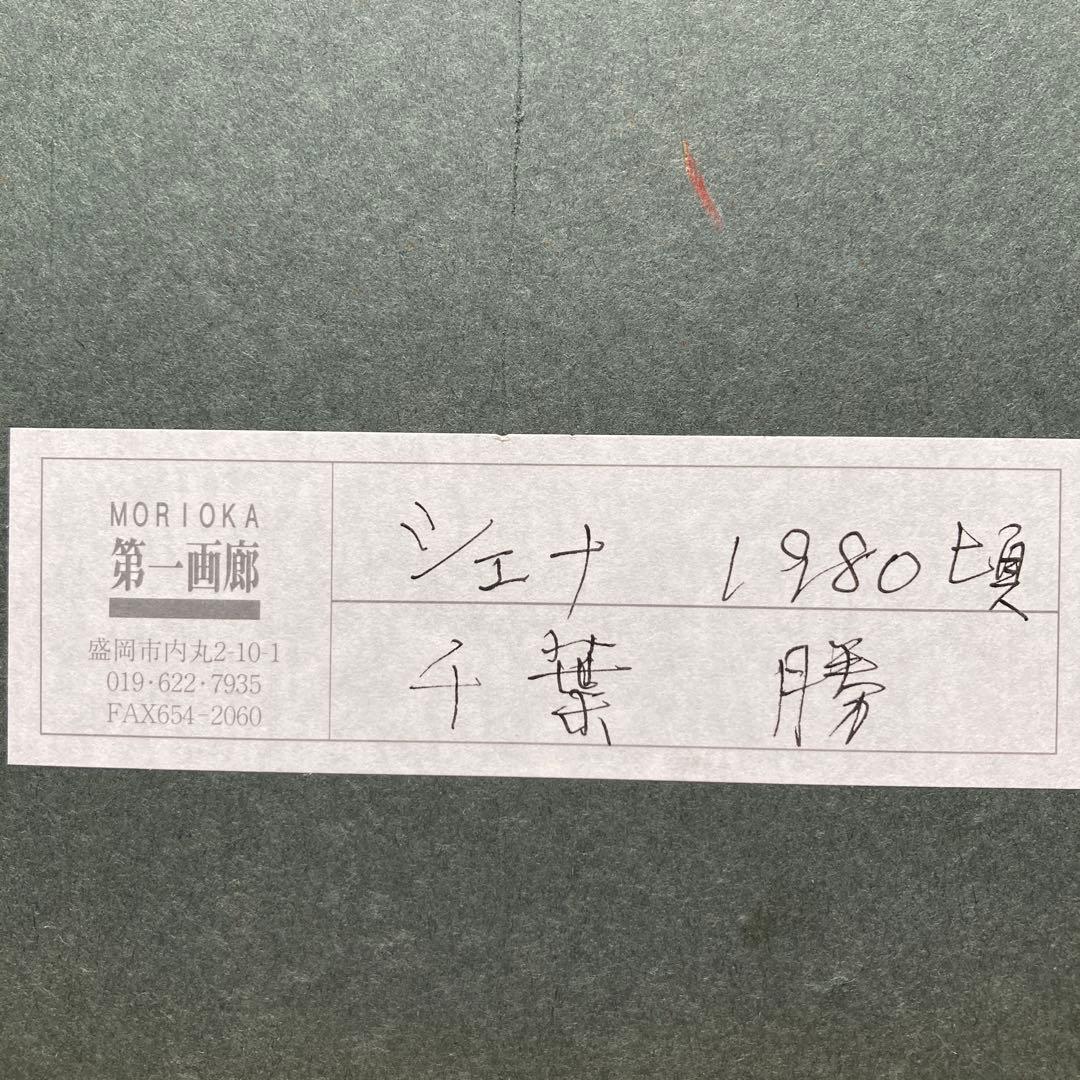 MORIOKA
第一画廊
盛岡市内丸2-10-1
019・622・7935
FAX654-2060
シエナ 1980頃
千葉 勝